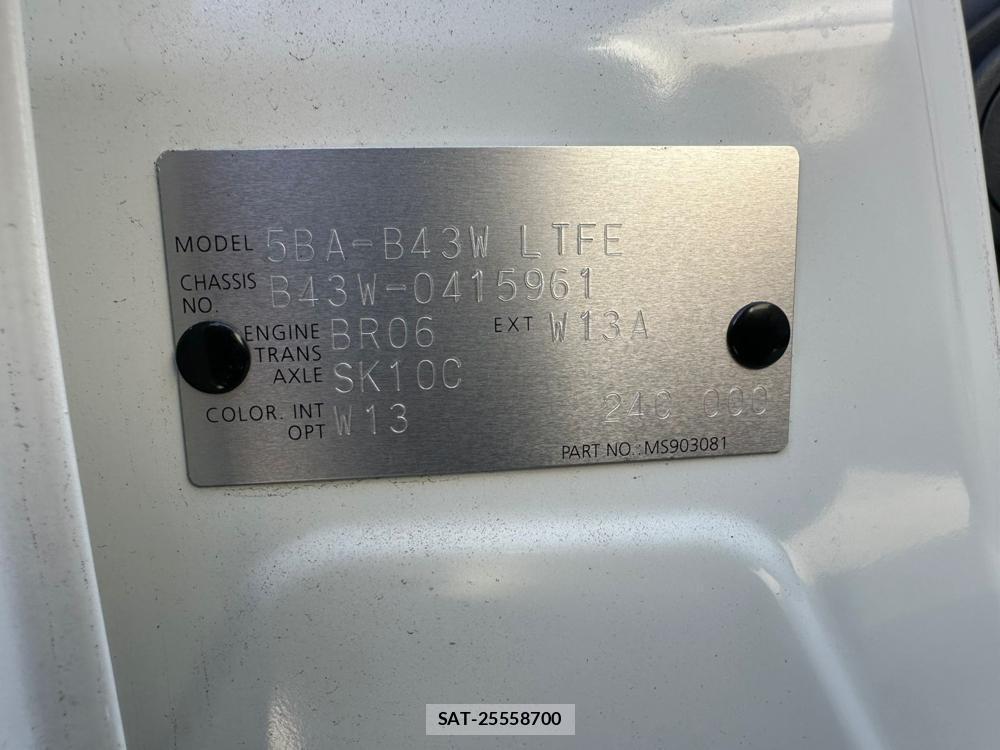 MODEL 5BA-B43W LTFE
CHASSIS NO. B43W-0415961
ENGINE BR06 EXT W13A
TRANS AXLE SK10C
COLOR. INT OPT W13 24C 000
PART NO.: MS903081
SAT-25558700